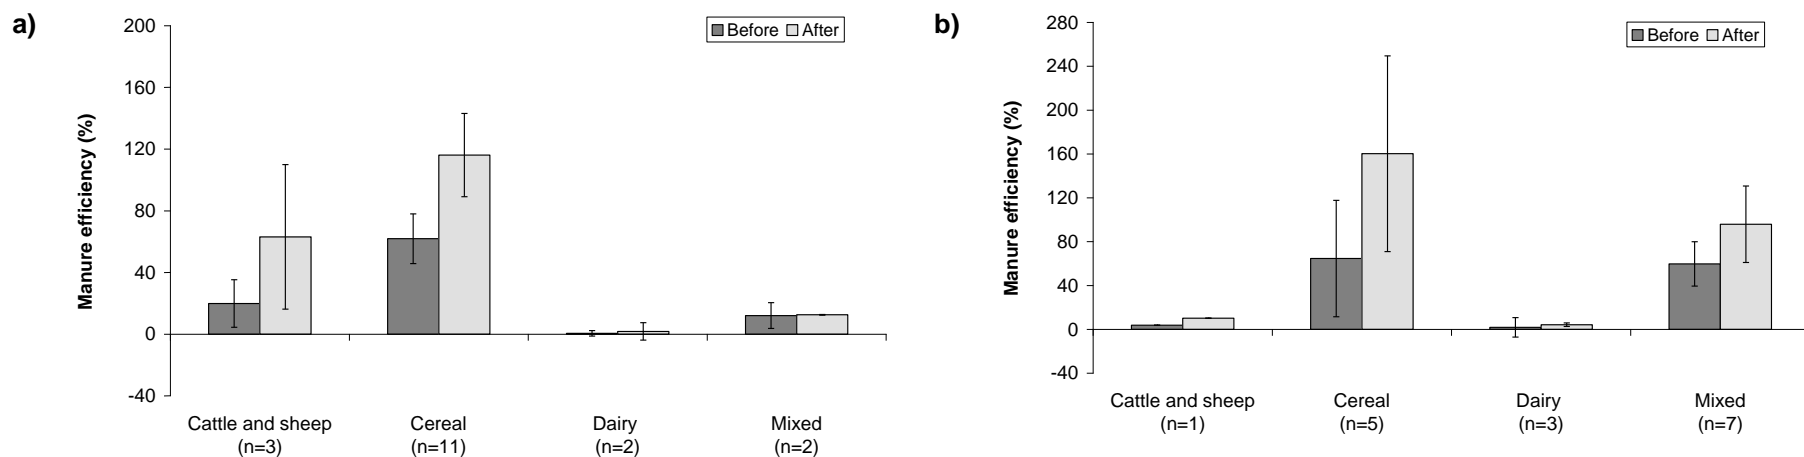 a)
Before After
Manure efficiency (%)
200
160
120
80
40
0
-40
Cattle and sheep
(n=3)
Cereal
(n=11)
Dairy
(n=2)
Mixed
(n=2)
b)
Before After
Manure efficiency (%)
280
240
200
160
120
80
40
0
-40
Cattle and sheep
(n=1)
Cereal
(n=5)
Dairy
(n=3)
Mixed
(n=7)